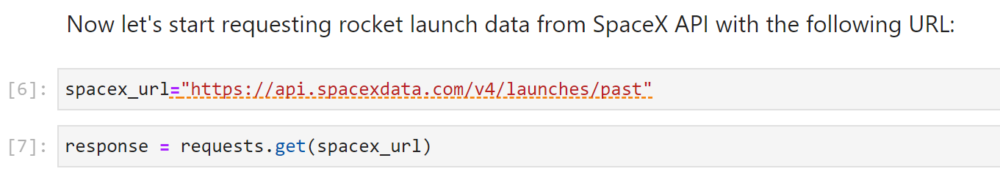 Now let's start requesting rocket launch data from SpaceX API with the following URL:
[6]: spacex_url="https://api.spacexdata.com/v4/launches/past"
[7]: response = requests.get(spacex_url)